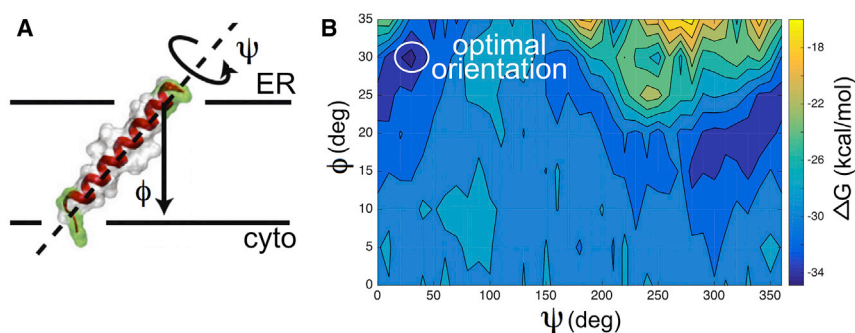 A
ψ
ER
ϕ
cyto
B
optimal
orientation
ϕ (deg)
35
30
25
20
15
10
5
0
0 50 100 150 200 250 300 350
ψ (deg)
-18
-22
-26
-30
-34
ΔG (kcal/mol)